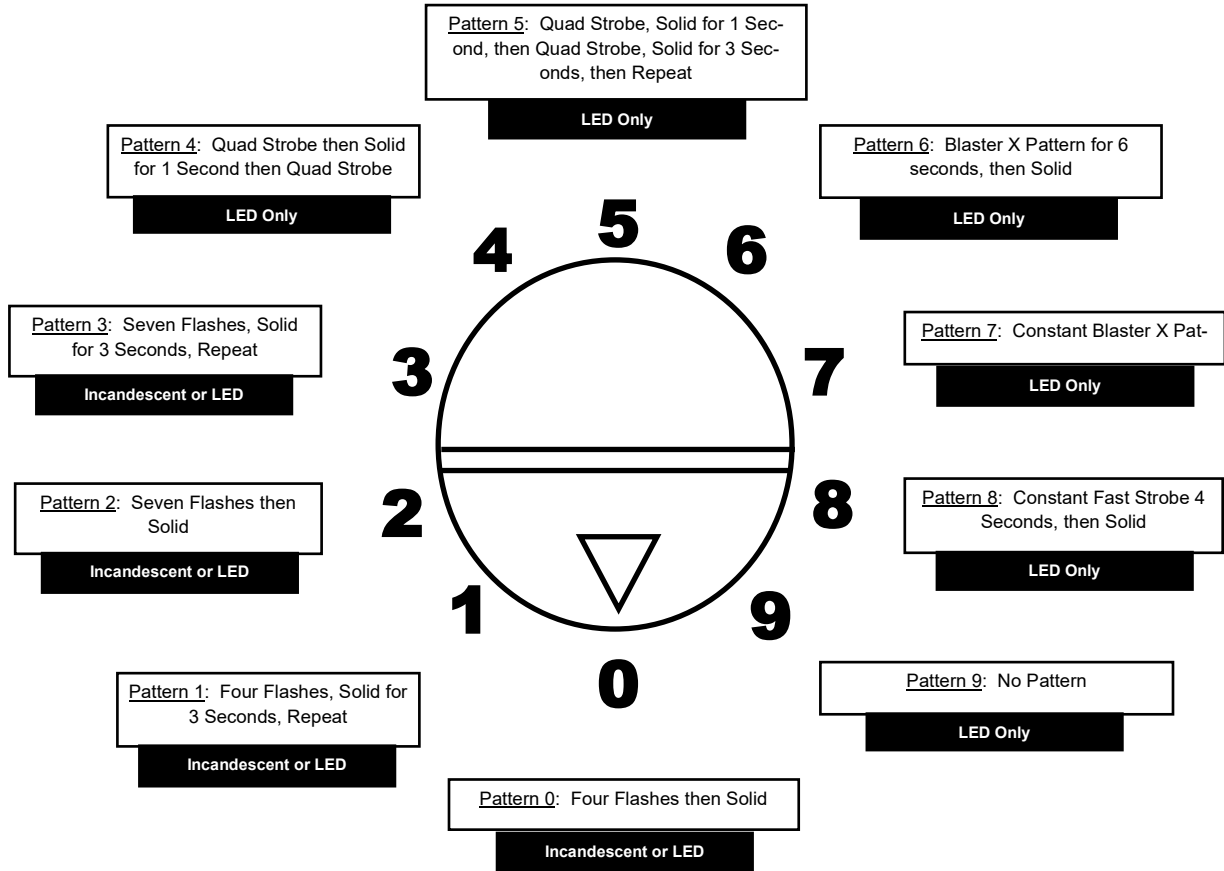 Pattern 5: Quad Strobe, Solid for 1 Sec-
ond, then Quad Strobe, Solid for 3 Sec-
onds, then Repeat
LED Only
Pattern 4: Quad Strobe then Solid
for 1 Second then Quad Strobe
LED Only
Pattern 6: Blaster X Pattern for 6
seconds, then Solid
LED Only
5
4
6
Pattern 3: Seven Flashes, Solid
for 3 Seconds, Repeat
Incandescent or LED
3
7
Pattern 7: Constant Blaster X Pat-
LED Only
Pattern 2: Seven Flashes then
Solid
Incandescent or LED
2
8
Pattern 8: Constant Fast Strobe 4
Seconds, then Solid
LED Only
1
9
0
Pattern 1: Four Flashes, Solid for
3 Seconds, Repeat
Incandescent or LED
Pattern 9: No Pattern
LED Only
Pattern 0: Four Flashes then Solid
Incandescent or LED